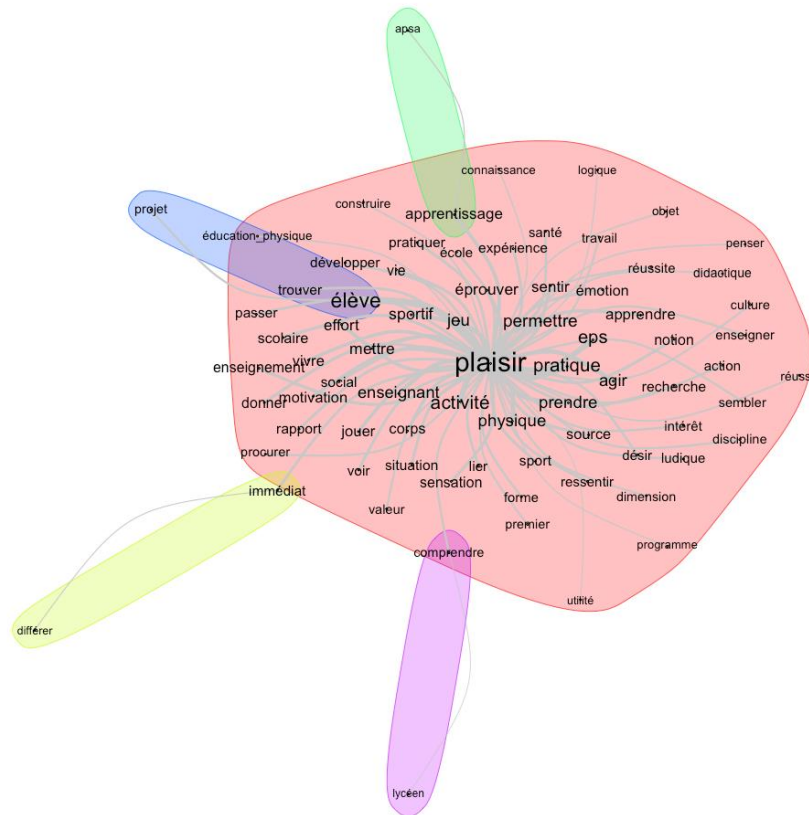 apsa
connaissance
logique
construire
projet
apprentissage
objet
éducation_physique
pratiquer
école
expérience
santé
travail
penser
développer
vie
réussite
didactique
trouver
élève
éprouver
sentir
émotion
culture
passer
effort
sportif
jeu
permettre
apprendre
scolaire
mettre
eps
notion
enseigner
enseignement
vivre
plaisir
pratique
action
réuss
social
agir
recherche
donner
motivation
enseignant
activité
prendre
sembler
rapport
jouer
corps
physique
source
intérêt
discipline
procurer
voir
situation
lier
sport
désir
ludique
immédiat
sensation
ressentir
dimension
valeur
forme
premier
comprendre
programme
utilité
différer
lycéen